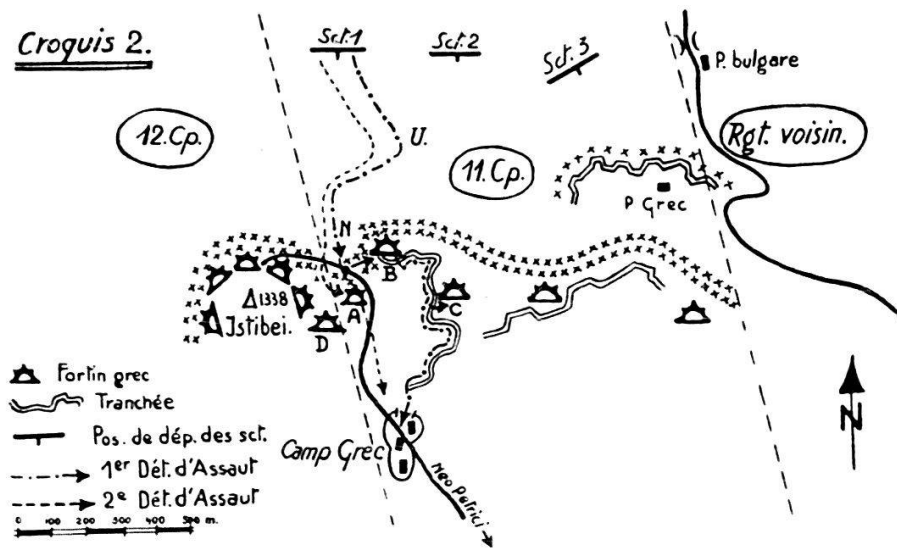 Croquis 2.
Sct.1
Sct.2
Sct.3
P. bulgare
12.Cp.
U.
11.Cp.
Rgt. voisin.
P. Grec
N
B
Δ1338
Istibei.
A
C
D
Fortin grec
Tranchée
Pos. de dép. des sct.
1er Dét. d'Assaut
2e Dét. d'Assaut
0 100 200 300 400 500 m.
Camp Grec
Neo Petrici
N